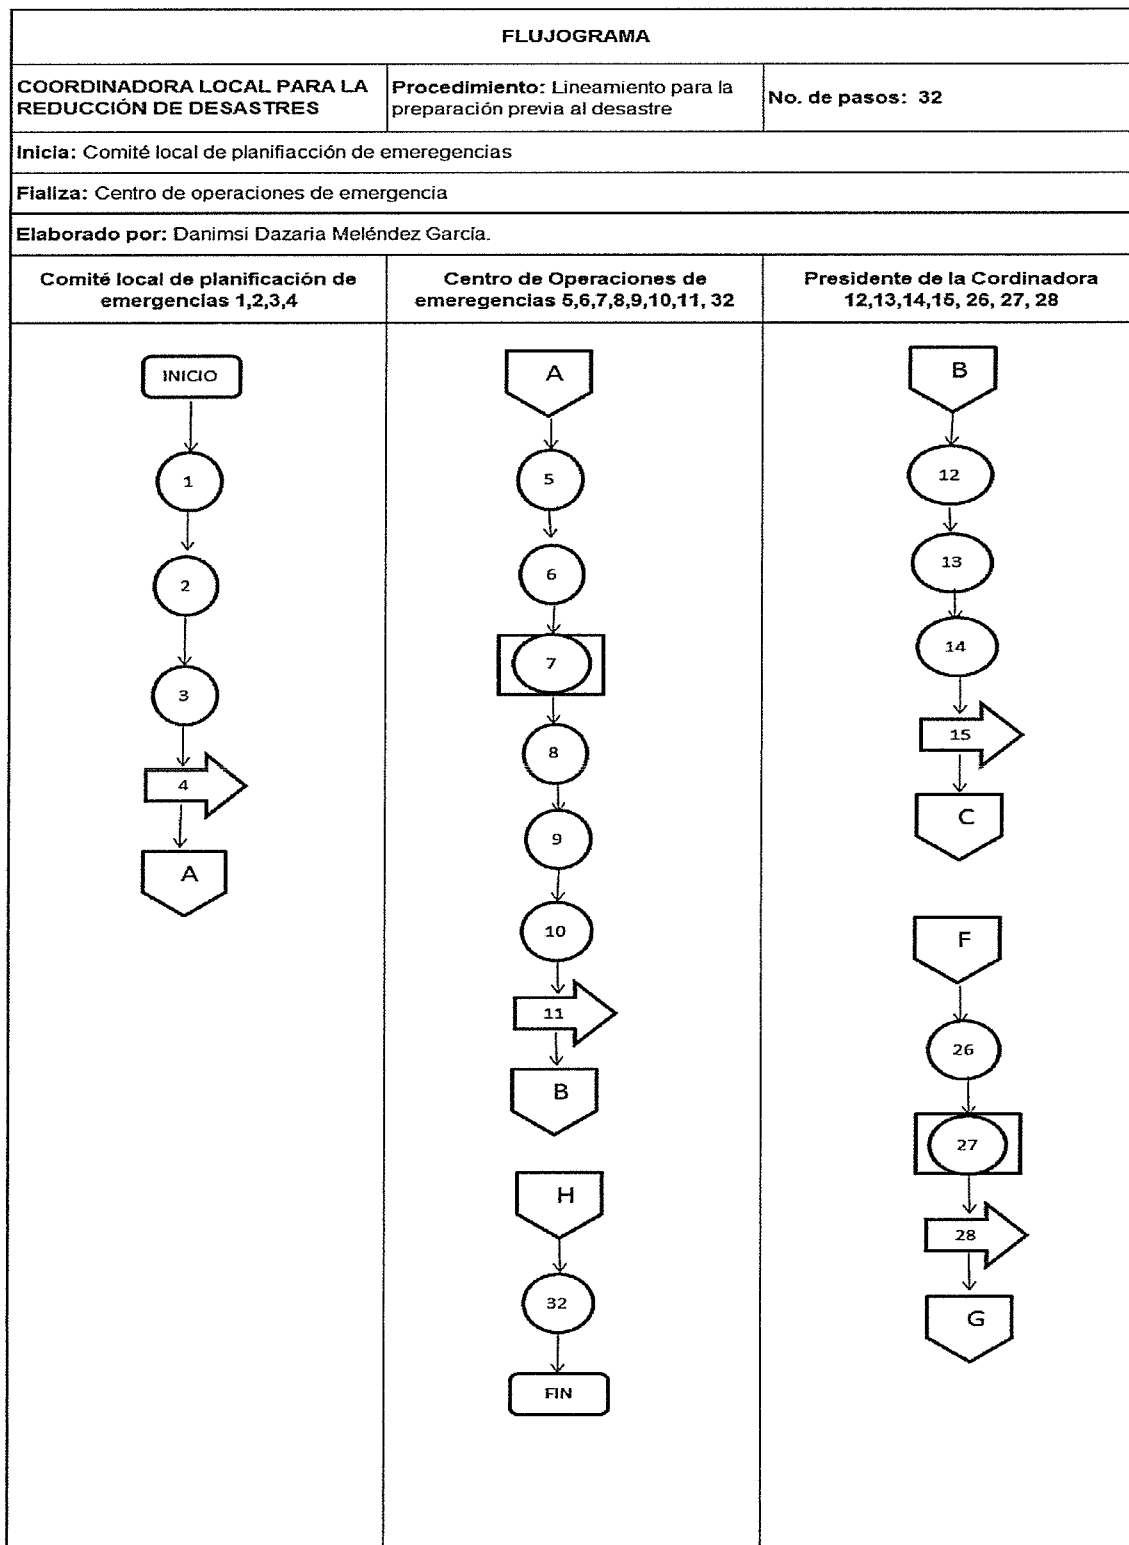 FLUJOGRAMA
COORDINADORA LOCAL PARA LA
REDUCCIÓN DE DESASTRES
Procedimiento: Lineamiento para la
preparación previa al desastre
No. de pasos: 32
Inicia: Comité local de planifiacción de emeregencias
Fializa: Centro de operaciones de emergencia
Elaborado por: Danimsi Dazaria Meléndez García.
Comité local de planificación de
emergencias 1,2,3,4
Centro de Operaciones de
emeregencias 5,6,7,8,9,10,11, 32
Presidente de la Cordinadora
12,13,14,15, 26, 27, 28
INICIO
1
2
3
4
A
A
5
6
7
8
9
10
11
B
H
32
FIN
B
12
13
14
15
C
F
26
27
28
G